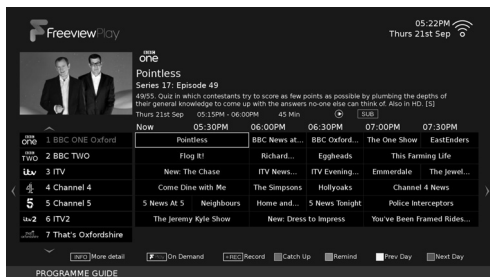 FreeviewPlay
05:22PM
Thurs 21st Sep
BBC
one
Pointless
Series 17: Episode 49
49/55. Quiz in which contestants try to score as few points as possible by plumbing the depths of
their general knowledge to come up with the answers no-one else can think of. Also in HD. [S]
Thurs 21st Sep 05:15PM - 06:00PM 45 Min SUB
Now 05:30PM 06:00PM 06:30PM 07:00PM 07:30PM
BBC one 1 BBC ONE Oxford Pointless BBC News at... BBC Oxford... The One Show EastEnders
BBC TWO 2 BBC TWO Flog It! Richard... Eggheads This Farming Life
itv 3 ITV New: The Chase ITV News... ITV Evening... Emmerdale The Jewel...
4 4 Channel 4 Come Dine with Me The Simpsons Hollyoaks Channel 4 News
5 5 Channel 5 5 News At 5 Neighbours Home and... 5 News Tonight Police Interceptors
itv2 6 ITV2 The Jeremy Kyle Show New: Dress to Impress You've Been Framed Rides...
7 That's Oxfordshire
INFO More detail On Demand REC Record Catch Up Remind Prev Day Next Day
PROGRAMME GUIDE